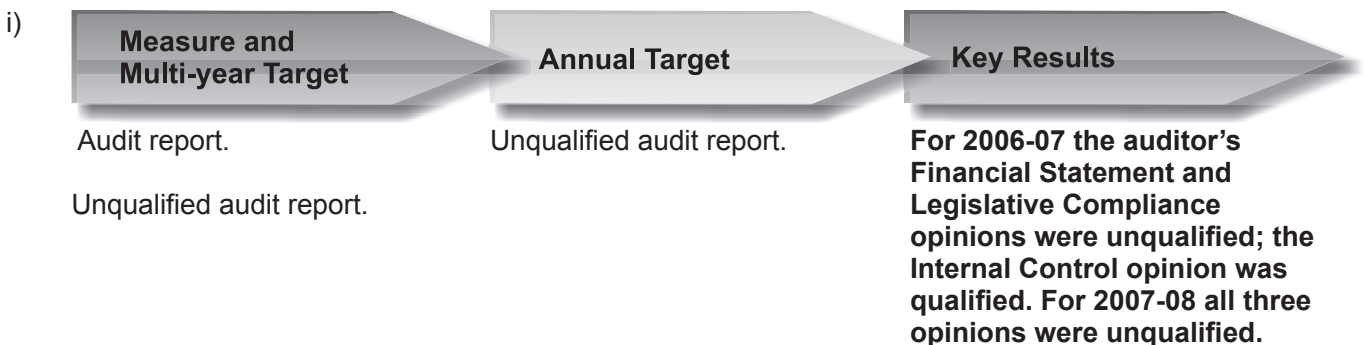 i)
Measure and
Multi-year Target
Annual Target
Key Results
Audit report.
Unqualified audit report.
Unqualified audit report.
For 2006-07 the auditor’s
Financial Statement and
Legislative Compliance
opinions were unqualified; the
Internal Control opinion was
qualified. For 2007-08 all three
opinions were unqualified.